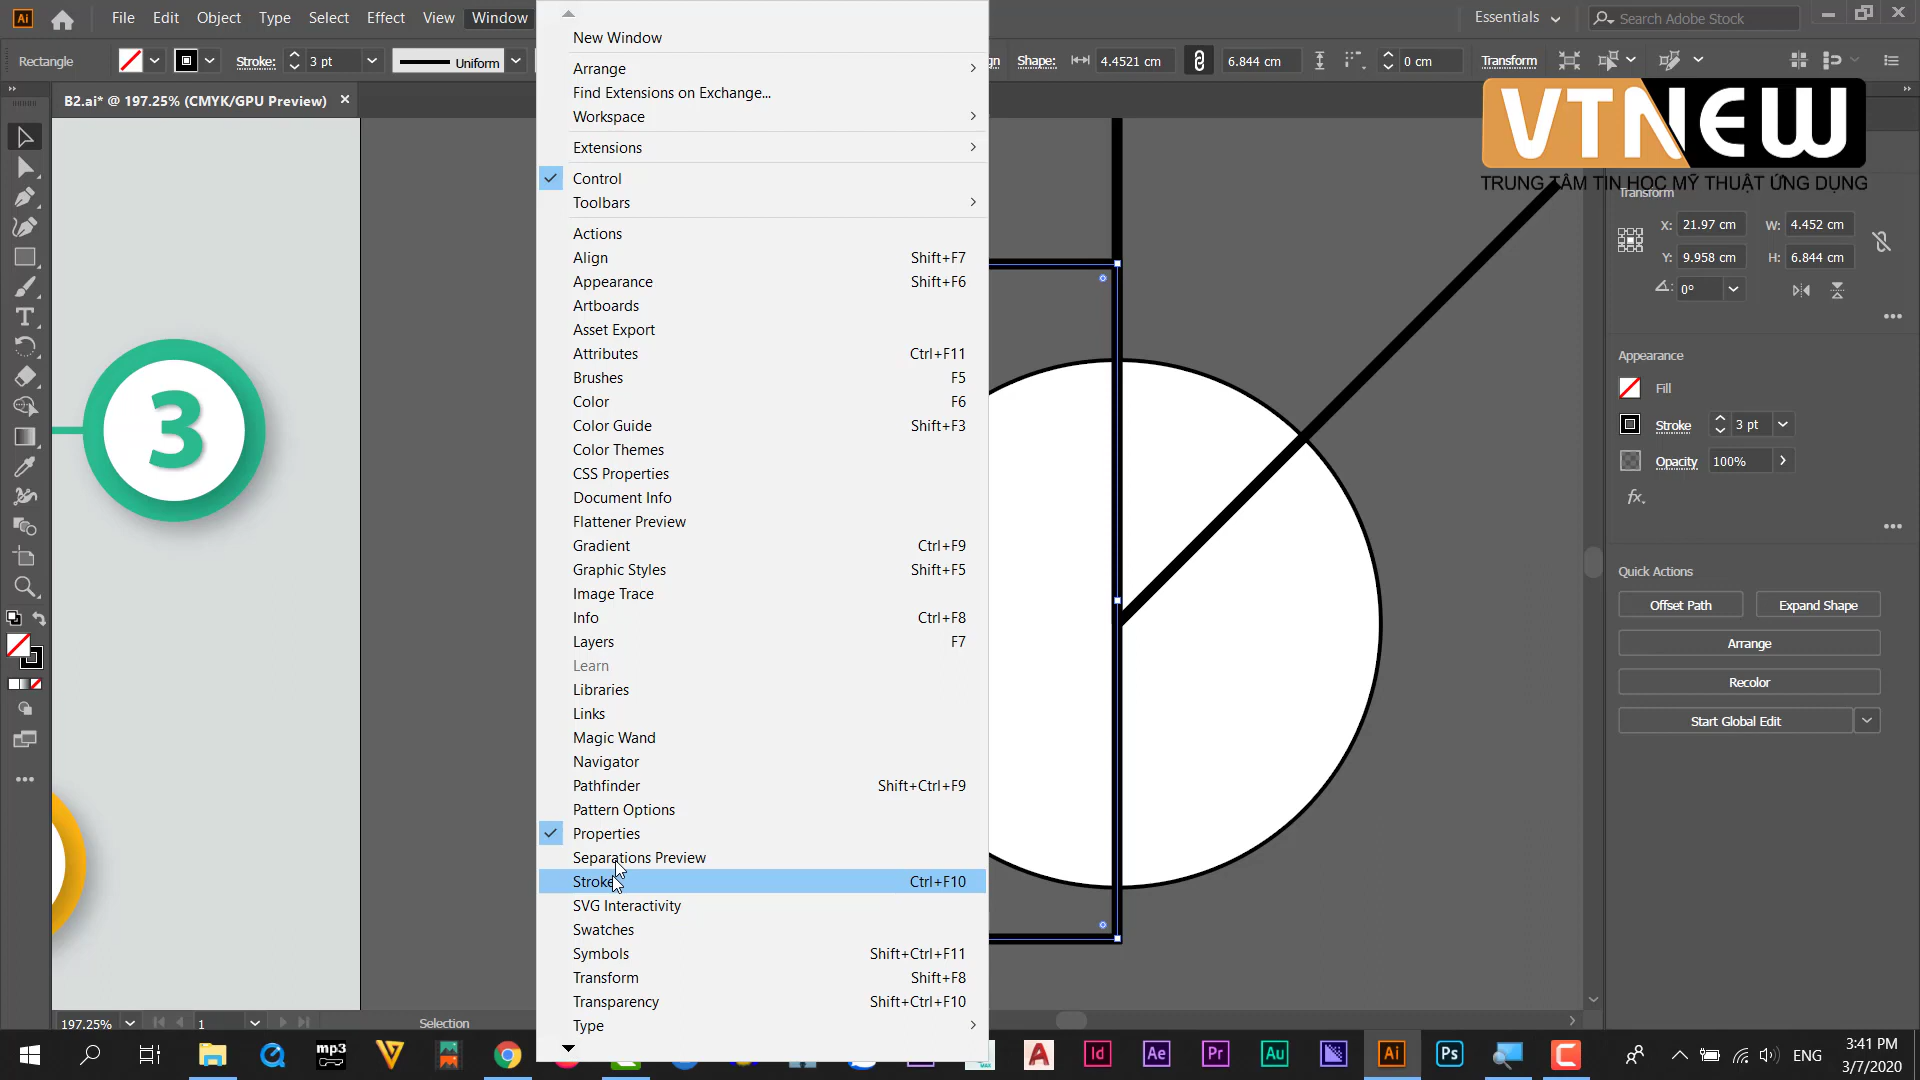 Ai File Edit Object Type Select Effect View Window
Essentials
Search Adobe Stock
Rectangle
Stroke: 3 pt
Uniform
Shape: 4.4521 cm 6.844 cm 0 cm Transform
B2.ai* @ 197.25% (CMYK/GPU Preview) ×
3
New Window
Arrange
Find Extensions on Exchange...
Workspace
Extensions
Control
Toolbars
Actions
Align Shift+F7
Appearance Shift+F6
Artboards
Asset Export
Attributes Ctrl+F11
Brushes F5
Color F6
Color Guide Shift+F3
Color Themes
CSS Properties
Document Info
Flattener Preview
Gradient Ctrl+F9
Graphic Styles Shift+F5
Image Trace
Info Ctrl+F8
Layers F7
Learn
Libraries
Links
Magic Wand
Navigator
Pathfinder Shift+Ctrl+F9
Pattern Options
Properties
Separations Preview
Stroke Ctrl+F10
SVG Interactivity
Swatches
Symbols Shift+Ctrl+F11
Transform Shift+F8
Transparency Shift+Ctrl+F10
Type
VTNEW
TRUNG TÂM TIN HỌC MỸ THUẬT ỨNG DỤNG
Transform
X: 21.97 cm W: 4.452 cm
Y: 9.958 cm H: 6.844 cm
0°
Appearance
Fill
Stroke 3 pt
Opacity 100%
fx.
Quick Actions
Offset Path Expand Shape
Arrange
Recolor
Start Global Edit
197.25% 1 Selection
mp3
Id Ae Pr Au Ai Ps
ENG
3:41 PM
3/7/2020